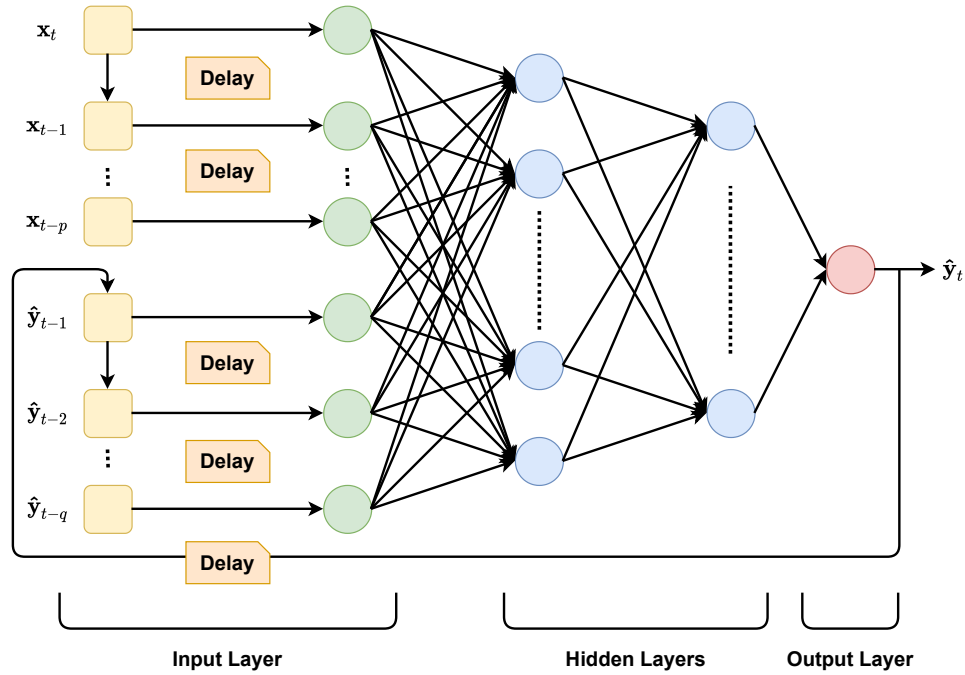 x_t
Delay
x_{t-1}
Delay
x_{t-p}
ŷ_t
ŷ_{t-1}
Delay
ŷ_{t-2}
Delay
ŷ_{t-q}
Delay
Input Layer
Hidden Layers
Output Layer